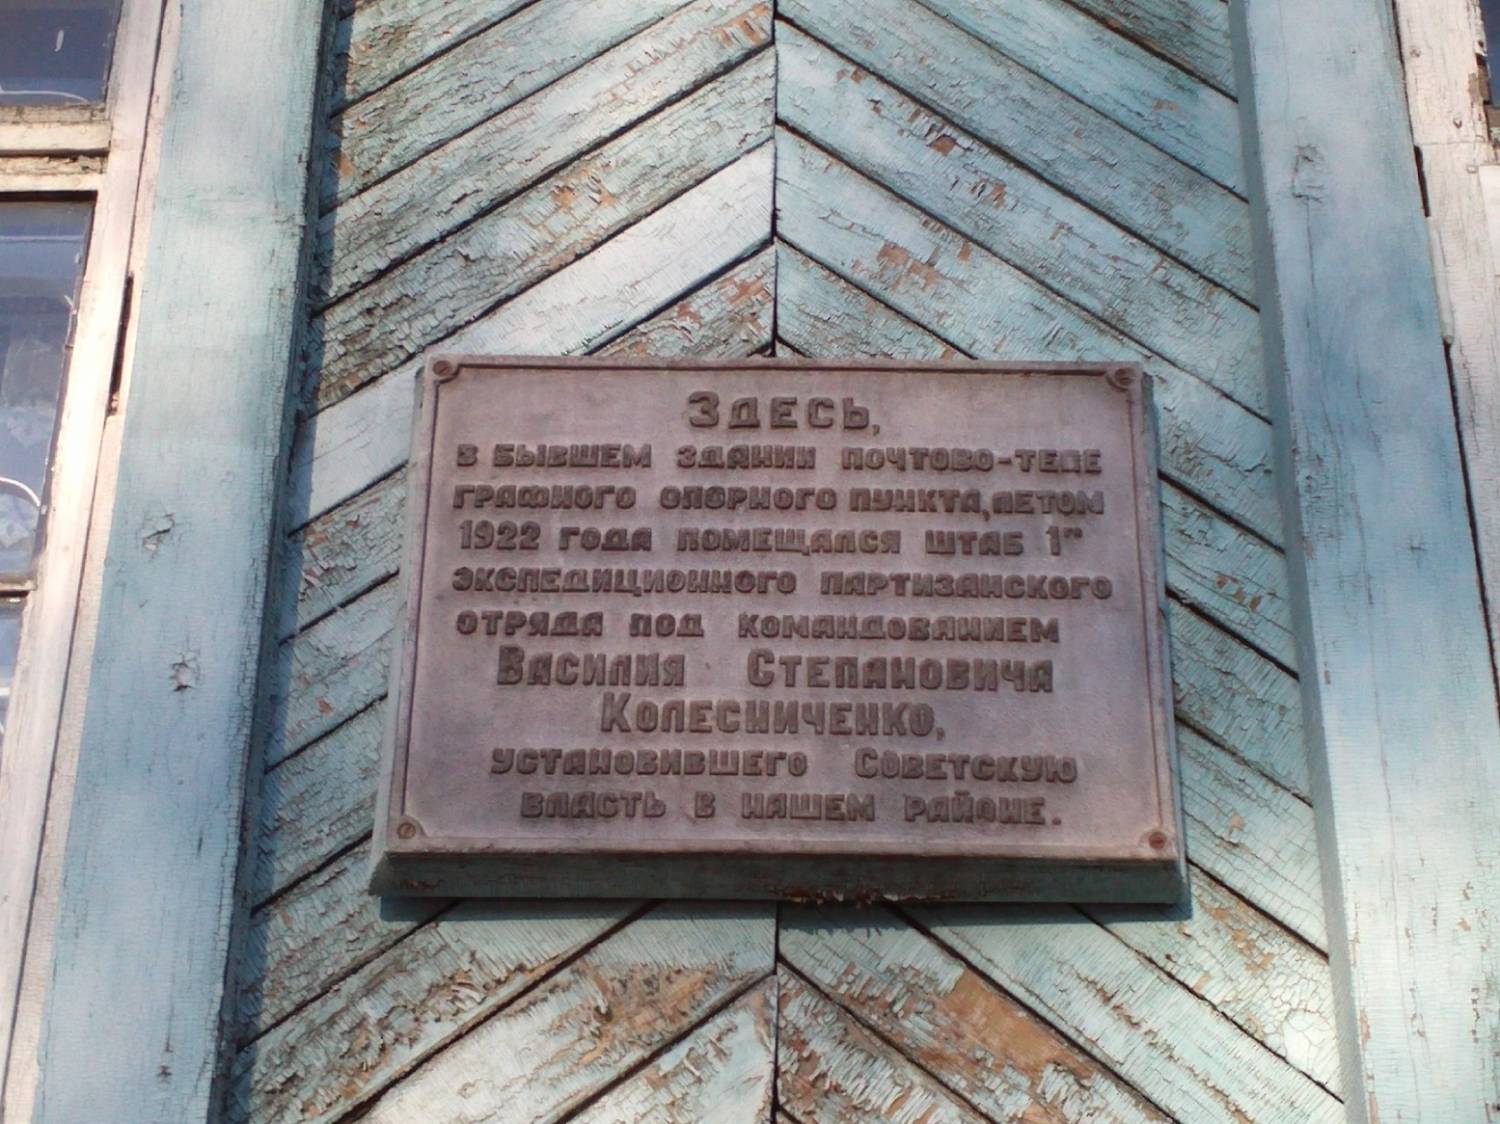 Здесь,
в бывшем здании почтово-теле
графного опорного пункта, летом
1922 года помещался штаб 1го
экспедиционного партизанского
отряда под командованием
Василия Степановича
Колесниченко,
установившего Советскую
власть в нашем районе.